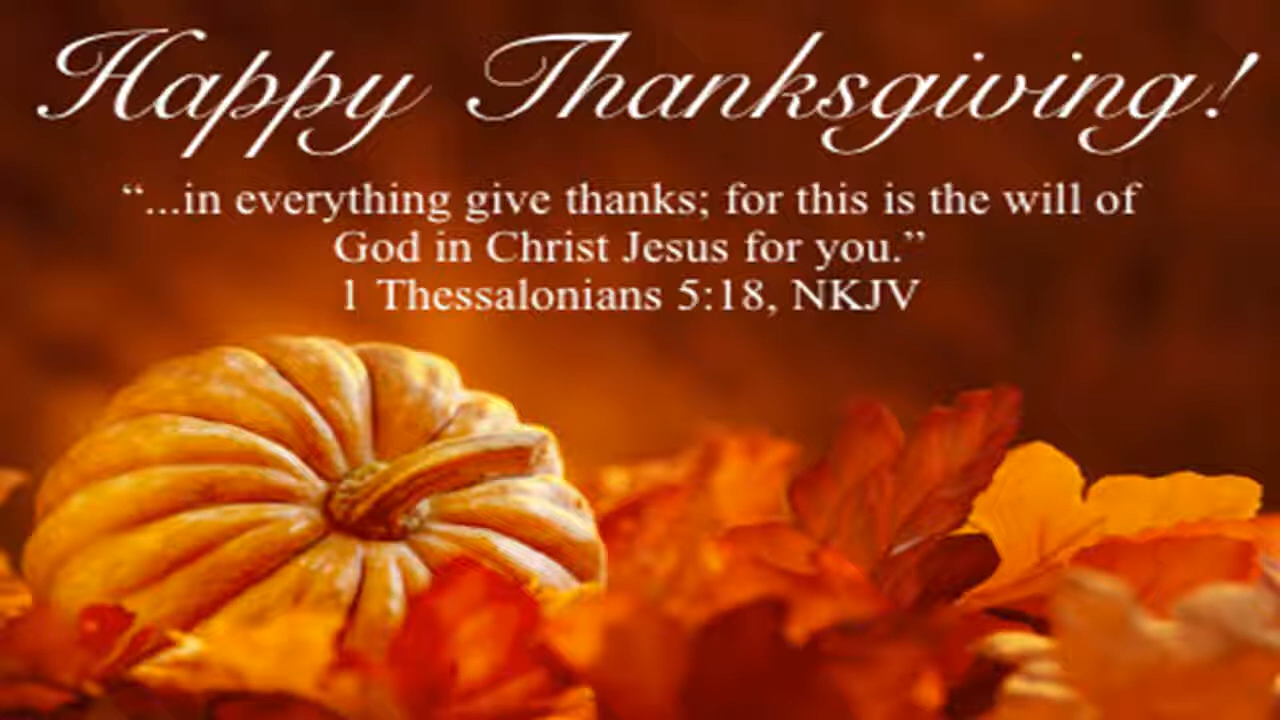 Happy Thanksgiving!
“...in everything give thanks; for this is the will of
God in Christ Jesus for you.”
1 Thessalonians 5:18, NKJV